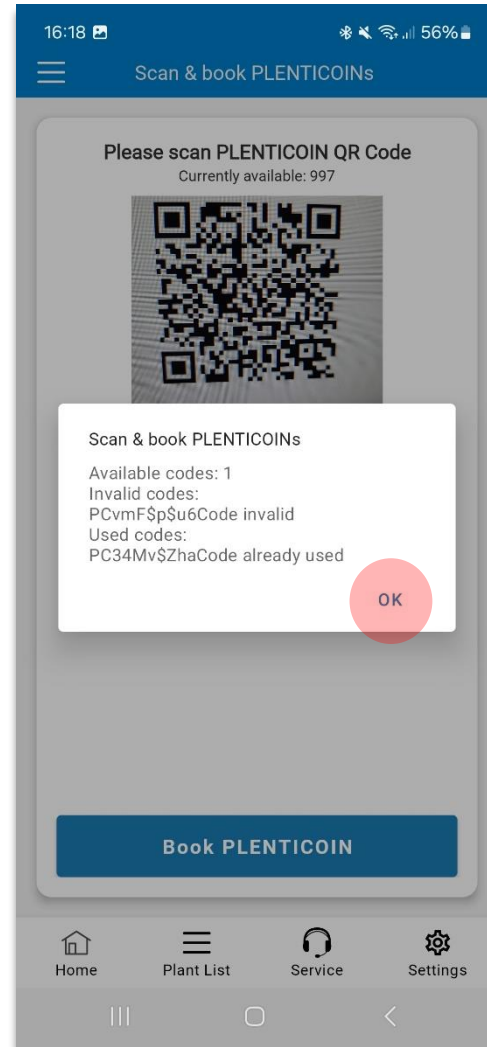 16:18 56%
Scan & book PLENTICOINs
Please scan PLENTICOIN QR Code
Currently available: 997
Scan & book PLENTICOINs
Available codes: 1
Invalid codes:
PCvmF$p$u6Code invalid
Used codes:
PC34Mv$ZhaCode already used
OK
Book PLENTICOIN
Home Plant List Service Settings